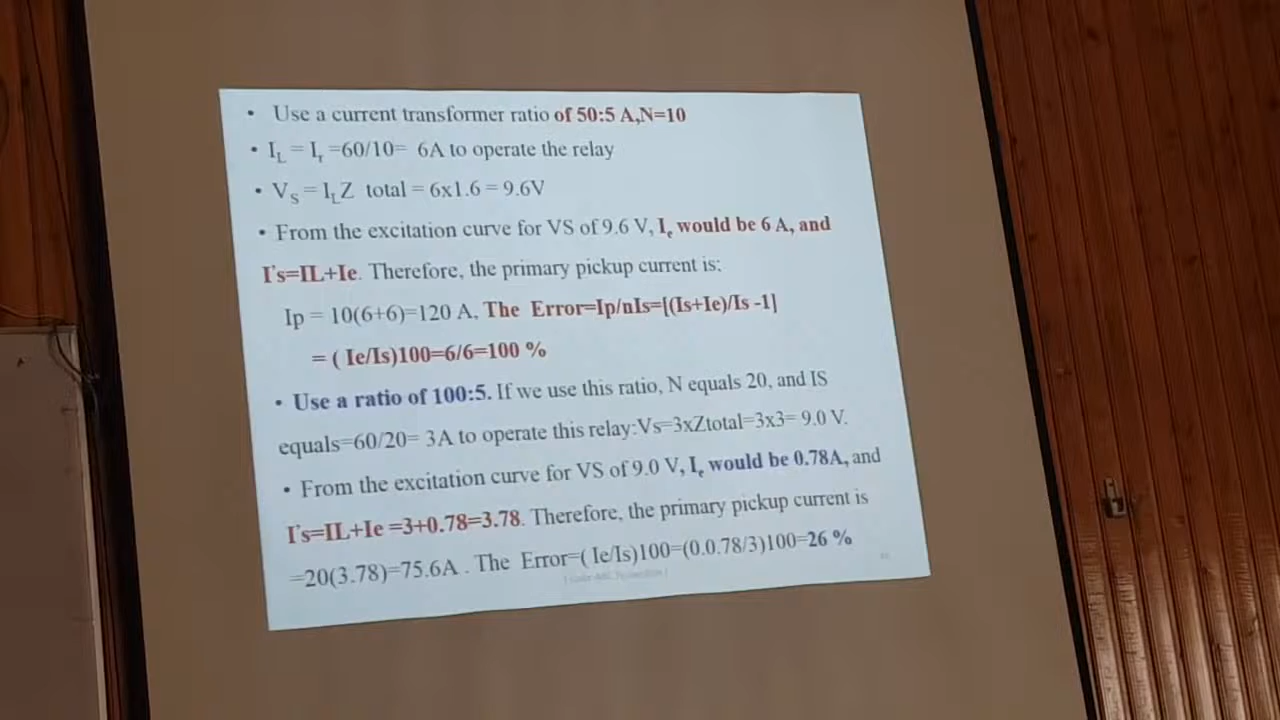 • Use a current transformer ratio of 50:5 A,N=10
• IL = Ir =60/10= 6A to operate the relay
• VS = ILZ total = 6x1.6 = 9.6V
• From the excitation curve for VS of 9.6 V, Ie would be 6 A, and
I's=IL+Ie. Therefore, the primary pickup current is:
Ip = 10(6+6)=120 A, The Error=Ip/nIs=[(Is+Ie)/Is -1]
= ( Ie/Is)100=6/6=100 %
• Use a ratio of 100:5. If we use this ratio, N equals 20, and IS
equals=60/20= 3A to operate this relay:Vs=3xZtotal=3x3= 9.0 V.
• From the excitation curve for VS of 9.0 V, Ie would be 0.78A, and
I's=IL+Ie =3+0.78=3.78. Therefore, the primary pickup current is
=20(3.78)=75.6A . The Error=( Ie/Is)100=(0.0.78/3)100=26 %